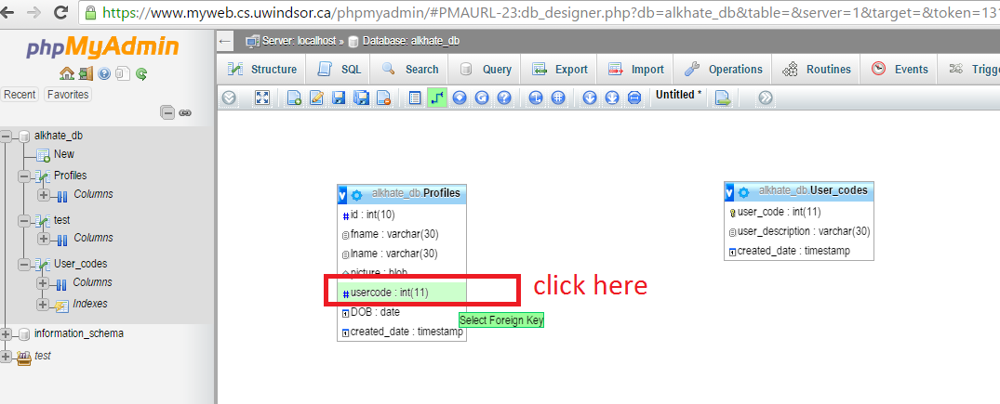 https://www.myweb.cs.uwindsor.ca/phpmyadmin/#PMAURL-23:db_designer.php?db=alkhate_db&table=&server=1&target=&token=131
phpMyAdmin
Recent Favorites
alkhate_db
New
Profiles
Columns
test
Columns
User_codes
Columns
Indexes
information_schema
test
Server: localhost » Database: alkhate_db
Structure SQL Search Query Export Import Operations Routines Events Trigge
Untitled *
alkhate_db.Profiles
id : int(10)
fname : varchar(30)
lname : varchar(30)
picture : blob
usercode : int(11)
DOB : date
created_date : timestamp
Select Foreign Key
click here
alkhate_db.User_codes
user_code : int(11)
user_description : varchar(30)
created_date : timestamp